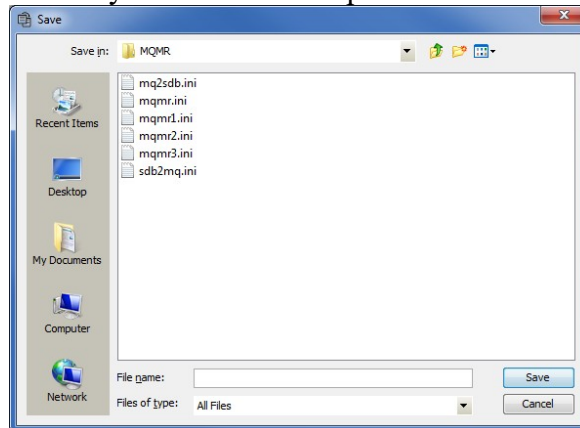 Save
Save in:
MQMR
mq2sdb.ini
mqmr.ini
mqmr1.ini
mqmr2.ini
mqmr3.ini
sdb2mq.ini
Recent Items
Desktop
My Documents
Computer
Network
File name:
Save
Files of type:
All Files
Cancel